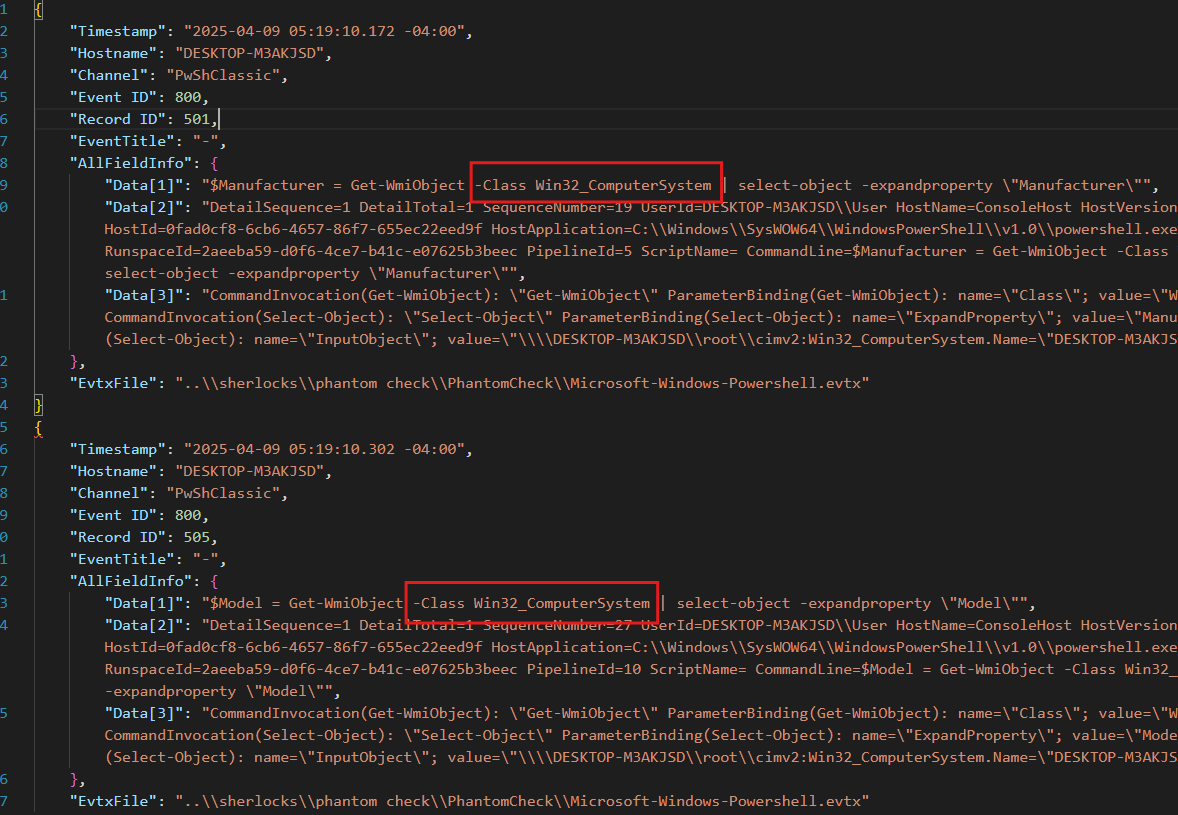 1 {
2 "Timestamp": "2025-04-09 05:19:10.172 -04:00",
3 "Hostname": "DESKTOP-M3AKJSD",
4 "Channel": "PwShClassic",
5 "Event ID": 800,
6 "Record ID": 501,
7 "EventTitle": "-",
8 "AllFieldInfo": {
9 "Data[1]": "$Manufacturer = Get-WmiObject -Class Win32_ComputerSystem | select-object -expandproperty \"Manufacturer\"",
0 "Data[2]": "DetailSequence=1 DetailTotal=1 SequenceNumber=19 UserId=DESKTOP-M3AKJSD\\User HostName=ConsoleHost HostVersion
HostId=0fad0cf8-6cb6-4657-86f7-655ec22eed9f HostApplication=C:\\Windows\\SysWOW64\\WindowsPowerShell\\v1.0\\powershell.exe
RunspaceId=2aeeba59-d0f6-4ce7-b41c-e07625b3beec PipelineId=5 ScriptName= CommandLine=$Manufacturer = Get-WmiObject -Class
select-object -expandproperty \"Manufacturer\"",
1 "Data[3]": "CommandInvocation(Get-WmiObject): \"Get-WmiObject\" ParameterBinding(Get-WmiObject): name=\"Class\"; value=\"W
CommandInvocation(Select-Object): \"Select-Object\" ParameterBinding(Select-Object): name=\"ExpandProperty\"; value=\"Manu
(Select-Object): name=\"InputObject\"; value=\"\\\\DESKTOP-M3AKJSD\\root\\cimv2:Win32_ComputerSystem.Name=\"DESKTOP-M3AKJS
2 },
3 "EvtxFile": "..\\sherlocks\\phantom check\\PhantomCheck\\Microsoft-Windows-Powershell.evtx"
4 }
5 {
6 "Timestamp": "2025-04-09 05:19:10.302 -04:00",
7 "Hostname": "DESKTOP-M3AKJSD",
8 "Channel": "PwShClassic",
9 "Event ID": 800,
0 "Record ID": 505,
1 "EventTitle": "-",
2 "AllFieldInfo": {
3 "Data[1]": "$Model = Get-WmiObject -Class Win32_ComputerSystem | select-object -expandproperty \"Model\"",
4 "Data[2]": "DetailSequence=1 DetailTotal=1 SequenceNumber=27 UserId=DESKTOP-M3AKJSD\\User HostName=ConsoleHost HostVersion
HostId=0fad0cf8-6cb6-4657-86f7-655ec22eed9f HostApplication=C:\\Windows\\SysWOW64\\WindowsPowerShell\\v1.0\\powershell.exe
RunspaceId=2aeeba59-d0f6-4ce7-b41c-e07625b3beec PipelineId=10 ScriptName= CommandLine=$Model = Get-WmiObject -Class Win32_
-expandproperty \"Model\"",
5 "Data[3]": "CommandInvocation(Get-WmiObject): \"Get-WmiObject\" ParameterBinding(Get-WmiObject): name=\"Class\"; value=\"W
CommandInvocation(Select-Object): \"Select-Object\" ParameterBinding(Select-Object): name=\"ExpandProperty\"; value=\"Mode
(Select-Object): name=\"InputObject\"; value=\"\\\\DESKTOP-M3AKJSD\\root\\cimv2:Win32_ComputerSystem.Name=\"DESKTOP-M3AKJS
6 },
7 "EvtxFile": "..\\sherlocks\\phantom check\\PhantomCheck\\Microsoft-Windows-Powershell.evtx"